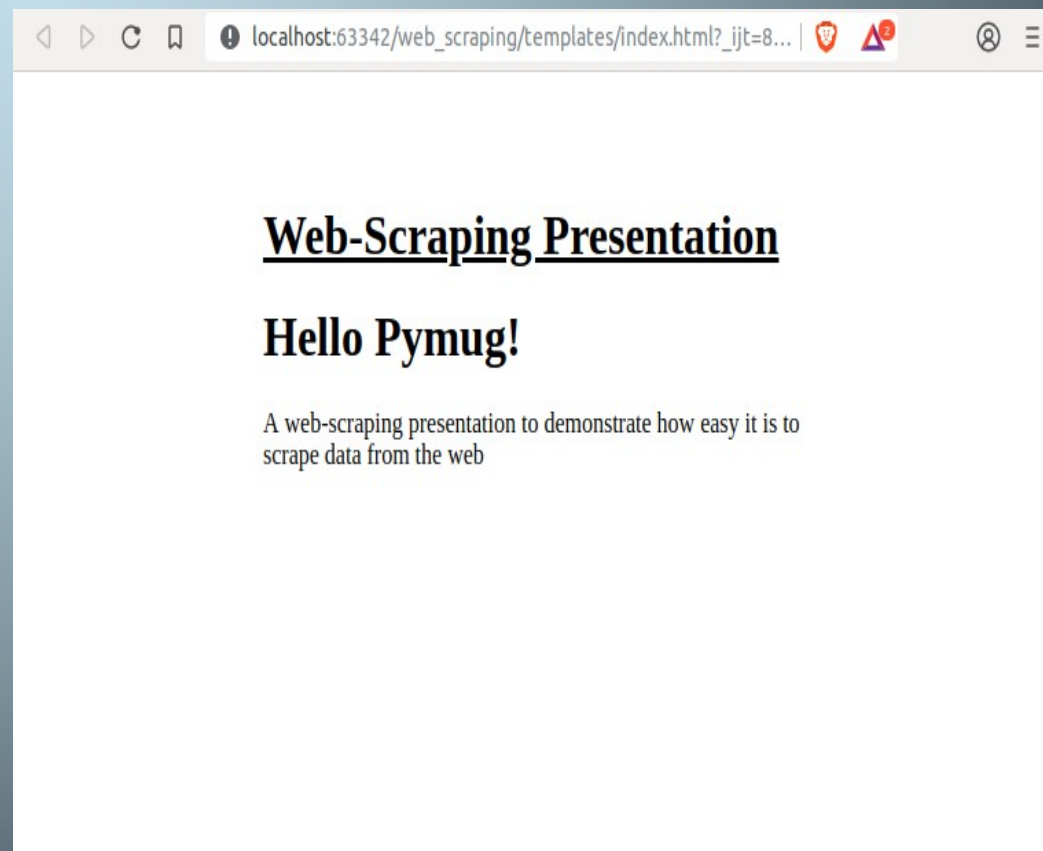 localhost:63342/web_scraping/templates/index.html?_ijt=8...
2
Web-Scraping Presentation
Hello Pymug!
A web-scraping presentation to demonstrate how easy it is to
scrape data from the web